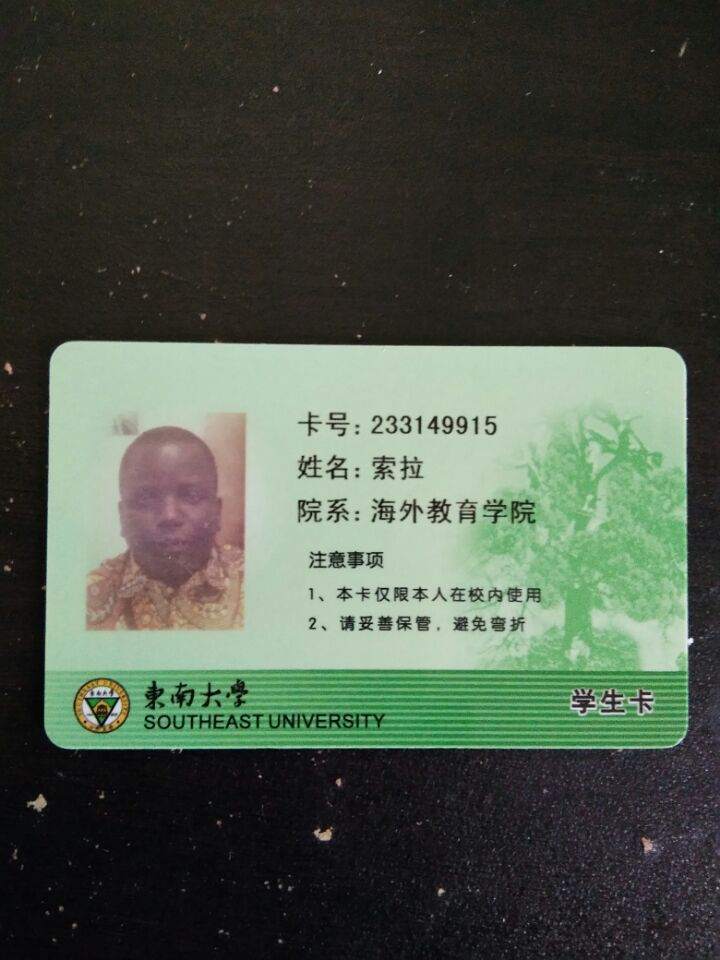 卡号: 233149915
姓名: 索拉
院系: 海外教育学院
注意事项
1、本卡仅限本人在校内使用
2、请妥善保管，避免弯折
東南大學
SOUTHEAST UNIVERSITY
学生卡